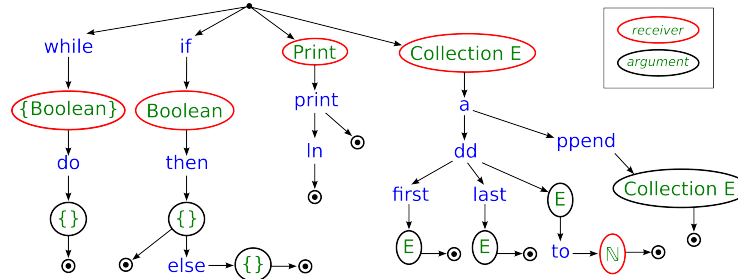 while if Print Collection E receiver
argument
{Boolean} Boolean print a
do then ln dd ppend
{} {} first last E Collection E
else {} E E to ℕ